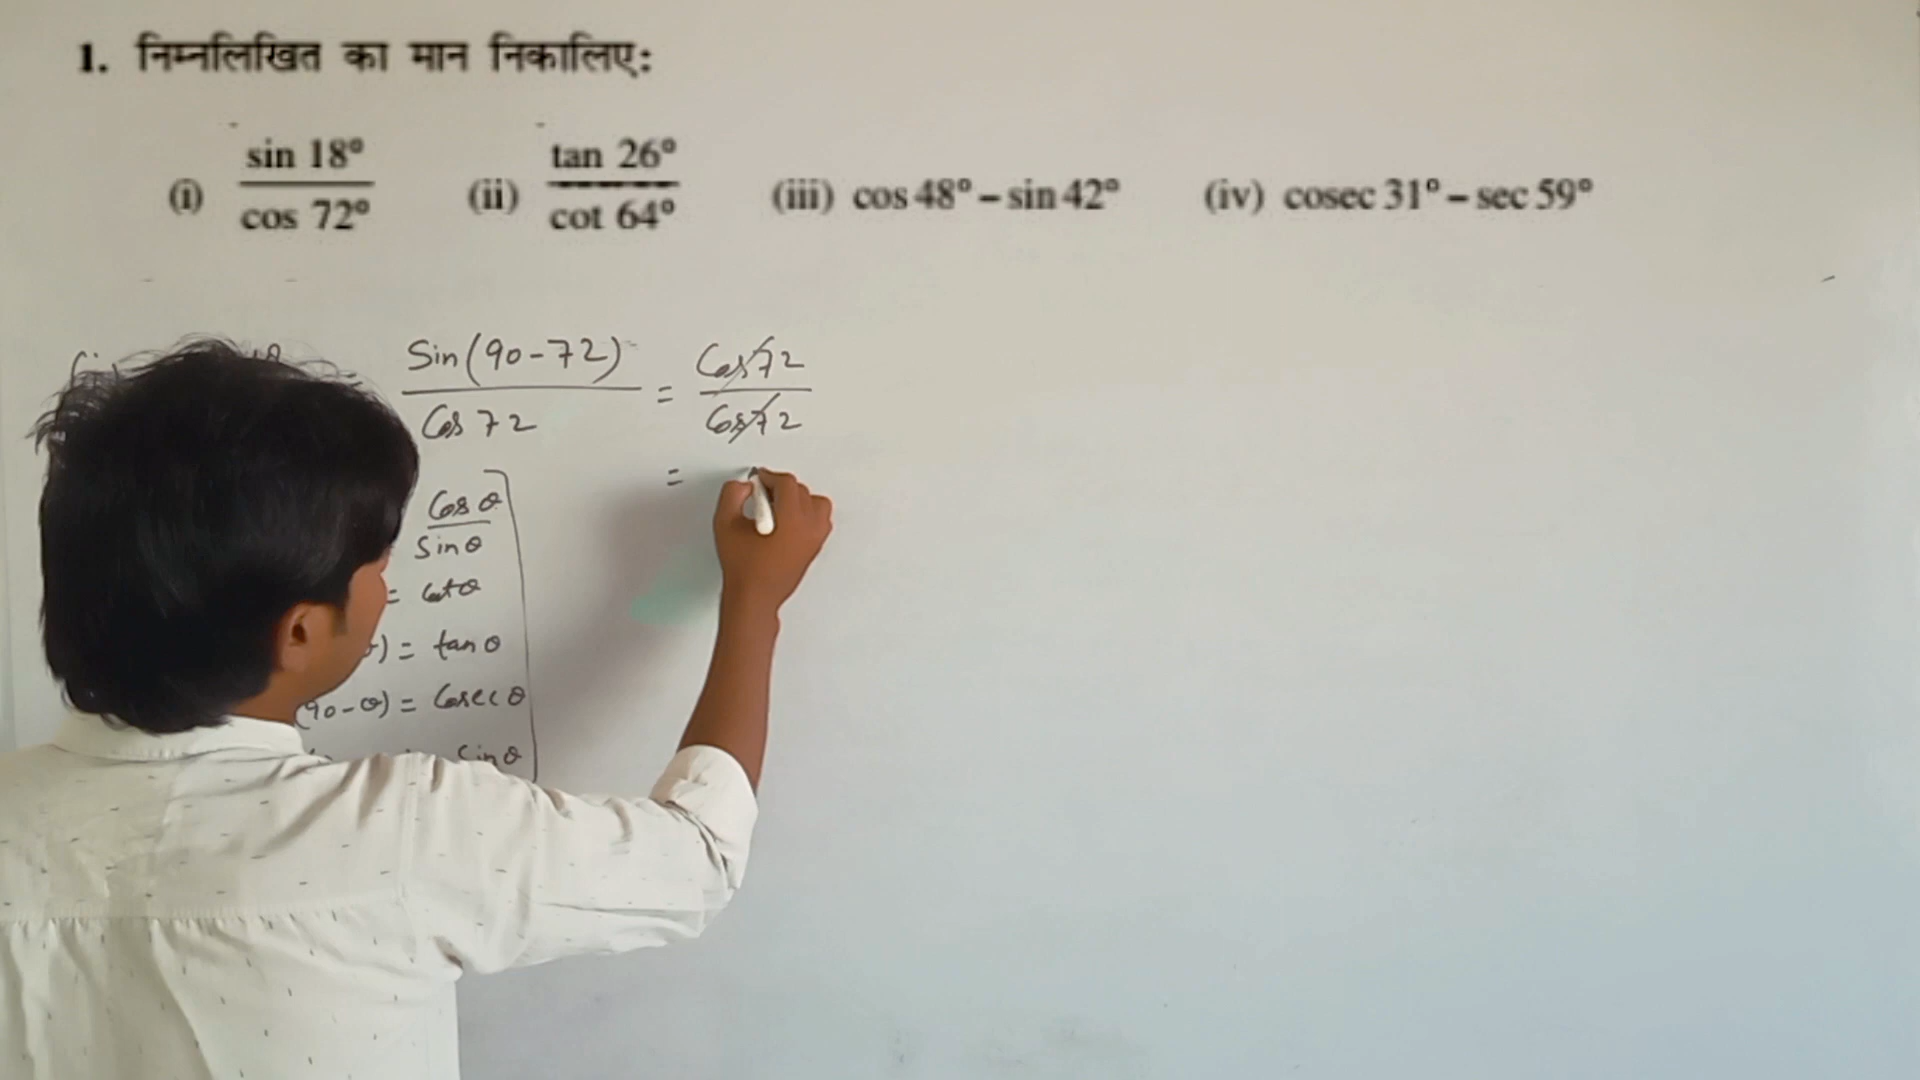 1. निम्नलिखित का मान निकालिए:
(i) sin 18° / cos 72° (ii) tan 26° / cot 64° (iii) cos 48° – sin 42° (iv) cosec 31° – sec 59°
= Sin(90-72) / Cos 72 = Cos 72 / Cos 72
=
Cos θ / Sin θ
= Cot θ
) = tan θ
(90-θ) = Cosec θ
Sin θ